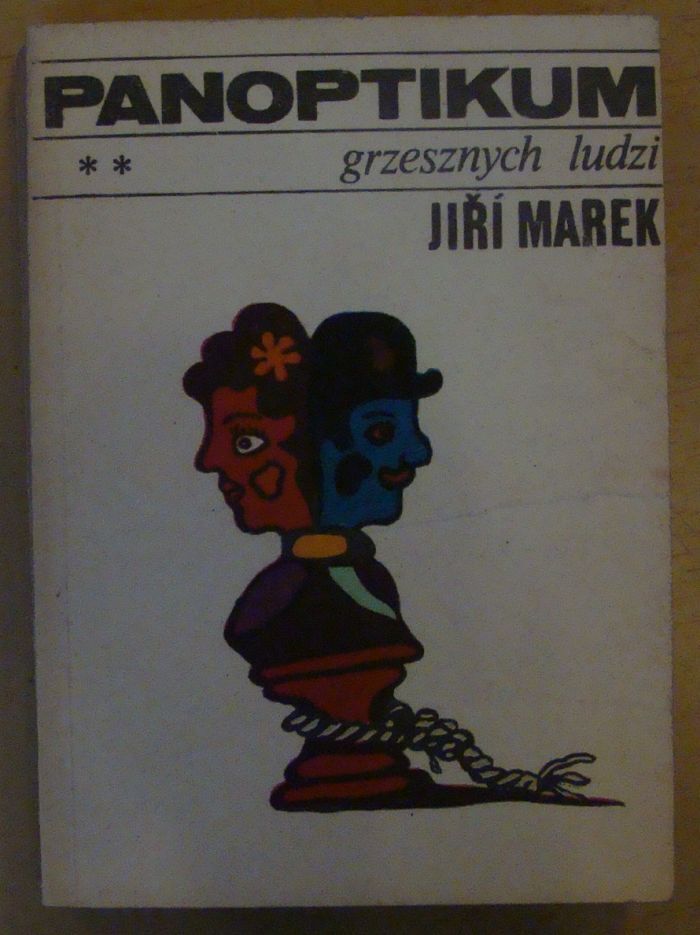 PANOPTIKUM
** grzesznych ludzi
JIŘÍ MAREK